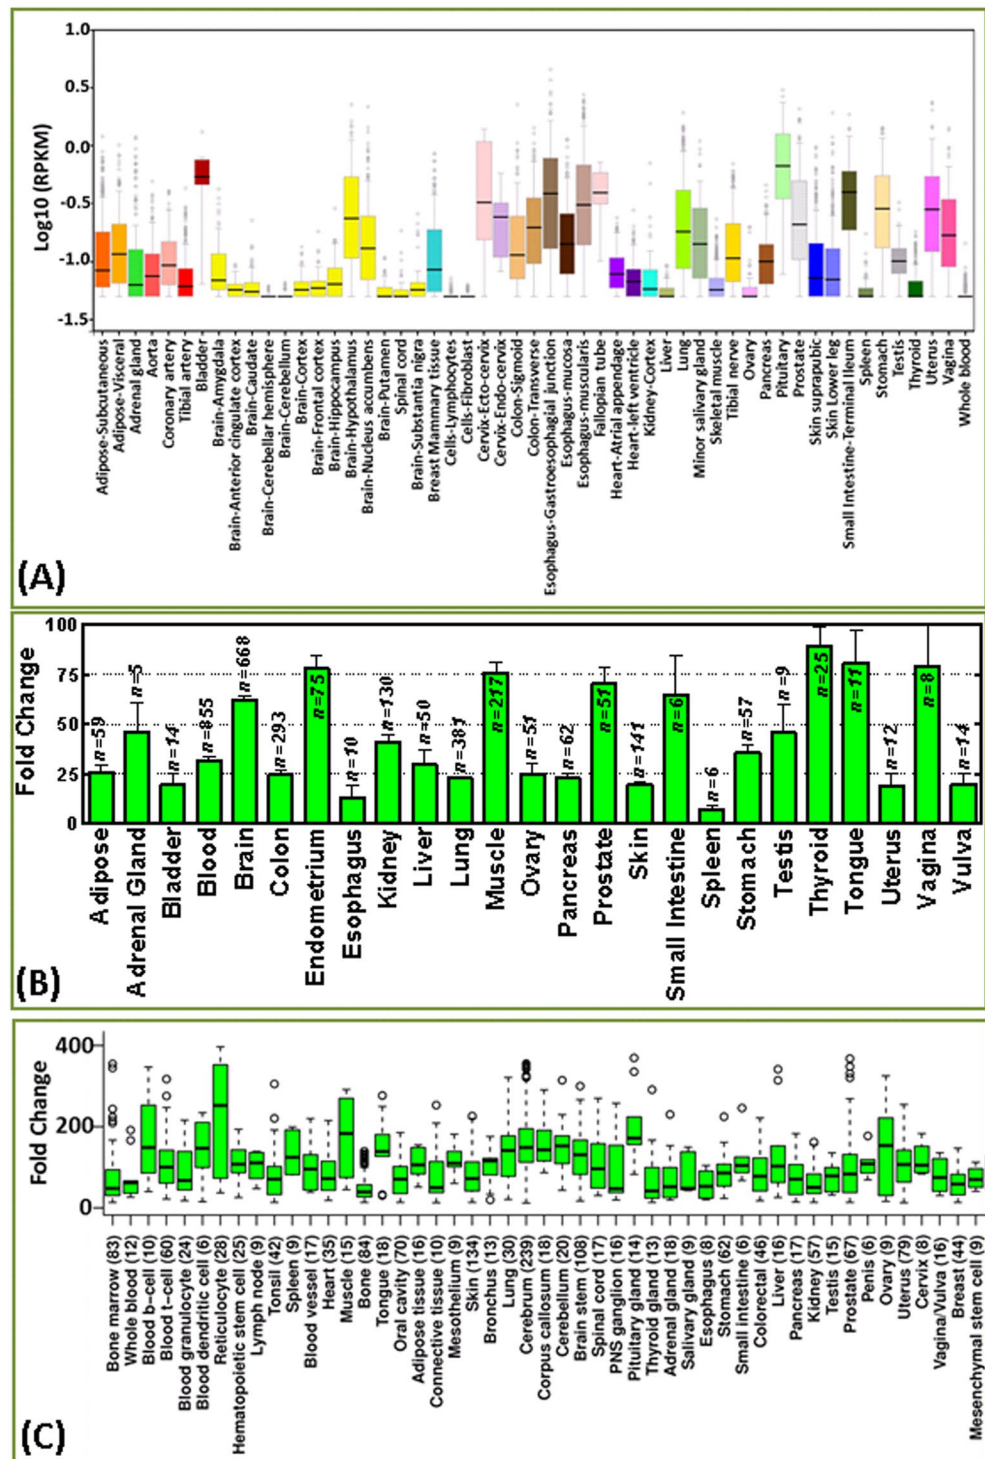 1.0
0.5
0.0
-0.5
-1.0
-1.5
Log10 (RPKM)
Adipose-Subcutaneous
Adipose-Visceral
Adrenal gland
Aorta
Coronary artery
Tibial artery
Bladder
Brain-Amygdala
Brain-Anterior cingulate cortex
Brain-Caudate
Brain-Cerebellar hemisphere
Brain-Cerebellum
Brain-Cortex
Brain-Frontal cortex
Brain-Hippocampus
Brain-Hypothalamus
Brain-Nucleus accumbens
Brain-Putamen
Spinal cord
Brain-Substantia nigra
Breast Mammary tissue
Cells-Lymphocytes
Cells-Fibroblast
Cervix-Ecto-cervix
Cervix-Endo-cervix
Colon-Sigmoid
Colon-Transverse
Esophagus-Gastroesophagial junction
Esophagus-mucosa
Esophagus-muscularis
Fallopian tube
Heart-Atrial appendage
Heart-left ventricle
Kidney-Cortex
Liver
Lung
Minor salivary gland
Skeletal muscle
Tibial nerve
Ovary
Pancreas
Pituitary
Prostate
Skin suprapubic
Skin Lower leg
Small Intestine-Terminal Ileum
Spleen
Stomach
Testis
Thyroid
Uterus
Vagina
Whole blood
(A)
100
75
50
25
0
Fold Change
n=59
n=5
n=14
n=855
n=668
n=293
n=75
n=10
n=130
n=50
n=381
n=217
n=51
n=62
n=51
n=141
n=6
n=6
n=57
n=9
n=25
n=11
n=12
n=8
n=14
Adipose
Adrenal Gland
Bladder
Blood
Brain
Colon
Endometrium
Esophagus
Kidney
Liver
Lung
Muscle
Ovary
Pancreas
Prostate
Skin
Small Intestine
Spleen
Stomach
Testis
Thyroid
Tongue
Uterus
Vagina
Vulva
(B)
400
200
0
Fold Change
Bone marrow (83)
Whole blood (12)
Blood b-cell (10)
Blood t-cell (60)
Blood granulocyte (24)
Blood dendritic cell (6)
Reticulocyte (28)
Hematopoietic stem cell (25)
Lymph node (9)
Tonsil (42)
Spleen (9)
Blood vessel (17)
Heart (35)
Muscle (15)
Bone (84)
Tongue (18)
Oral cavity (70)
Adipose tissue (16)
Connective tissue (10)
Mesothelium (9)
Skin (134)
Bronchus (13)
Lung (30)
Cerebrum (239)
Corpus callosum (18)
Cerebellum (20)
Brain stem (108)
Spinal cord (17)
PNS ganglion (16)
Pituitary gland (14)
Thyroid gland (13)
Adrenal gland (18)
Salivary gland (9)
Esophagus (8)
Stomach (62)
Small intestine (6)
Colorectal (46)
Liver (16)
Pancreas (17)
Kidney (57)
Testis (15)
Prostate (67)
Penis (6)
Ovary (9)
Uterus (79)
Cervix (8)
Vagina/Vulva (16)
Breast (44)
Mesenchymal stem cell (9)
(C)